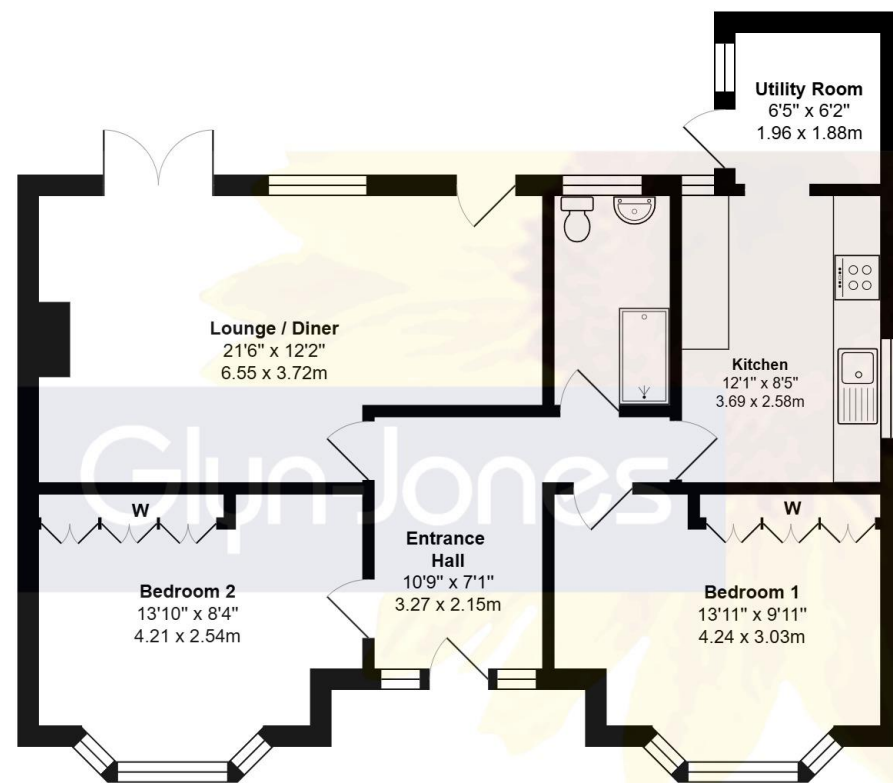 Utility Room
6'5" x 6'2"
1.96 x 1.88m
Lounge / Diner
21'6" x 12'2"
6.55 x 3.72m
Kitchen
12'1" x 8'5"
3.69 x 2.58m
Glyn-Jones
W
W
Entrance
Hall
10'9" x 7'1"
3.27 x 2.15m
Bedroom 2
13'10" x 8'4"
4.21 x 2.54m
Bedroom 1
13'11" x 9'11"
4.24 x 3.03m